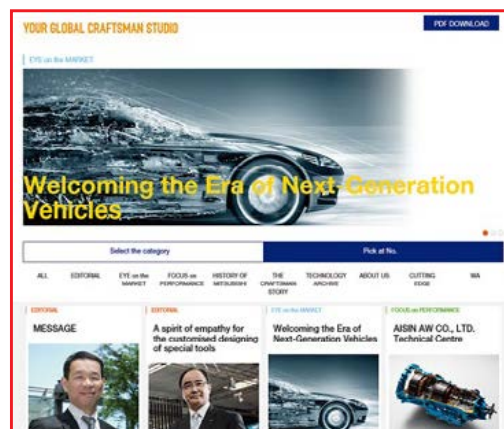 YOUR GLOBAL CRAFTSMAN STUDIO
PDF DOWNLOAD
EYE on the MARKET
Welcoming the Era of Next-Generation
Vehicles
Select the category
Pick at No.
ALL
EDITORIAL
EYE on the
MARKET
FOCUS on
PERFORMANCE
HISTORY OF
MITSUBISHI
THE
CRAFTSMAN
STORY
TECHNOLOGY
ARCHIVE
ABOUT US
CUTTING
EDGE
WA
EDITORIAL
MESSAGE
EDITORIAL
A spirit of empathy for
the customised designing
of special tools
EYE on the MARKET
Welcoming the Era of
Next-Generation Vehicles
FOCUS on PERFORMANCE
AISIN AW CO., LTD.
Technical Centre